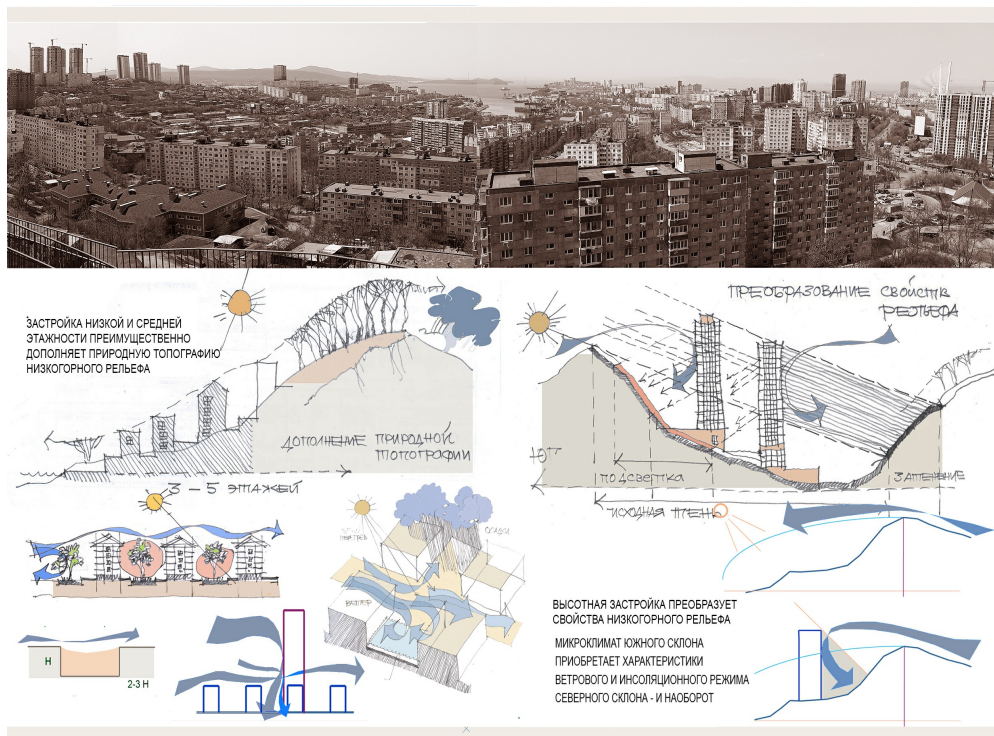 ЗАСТРОЙКА НИЗКОЙ И СРЕДНЕЙ
ЭТАЖНОСТИ ПРЕИМУЩЕСТВЕННО
ДОПОЛНЯЕТ ПРИРОДНУЮ ТОПОГРАФИЮ
НИЗКОГОРНОГО РЕЛЬЕФА
ДОПОЛНЕНИЕ ПРИРОДНОЙ
ТОПОГРАФИИ
3-5 ЭТАЖЕЙ
ПРЕОБРАЗОВАНИЕ СВОЙСТВ
РЕЛЬЕФА
ПОДСВЕТКА
ЗАТЕНЕНИЕ
ИСХОДНАЯ ТЕНЬ
ОСАДКИ
ВЕТЕР
H
2-3 H
ВЫСОТНАЯ ЗАСТРОЙКА ПРЕОБРАЗУЕТ
СВОЙСТВА НИЗКОГОРНОГО РЕЛЬЕФА
МИКРОКЛИМАТ ЮЖНОГО СКЛОНА
ПРИОБРЕТАЕТ ХАРАКТЕРИСТИКИ
ВЕТРОВОГО И ИНСОЛЯЦИОННОГО РЕЖИМА
СЕВЕРНОГО СКЛОНА - И НАОБОРОТ